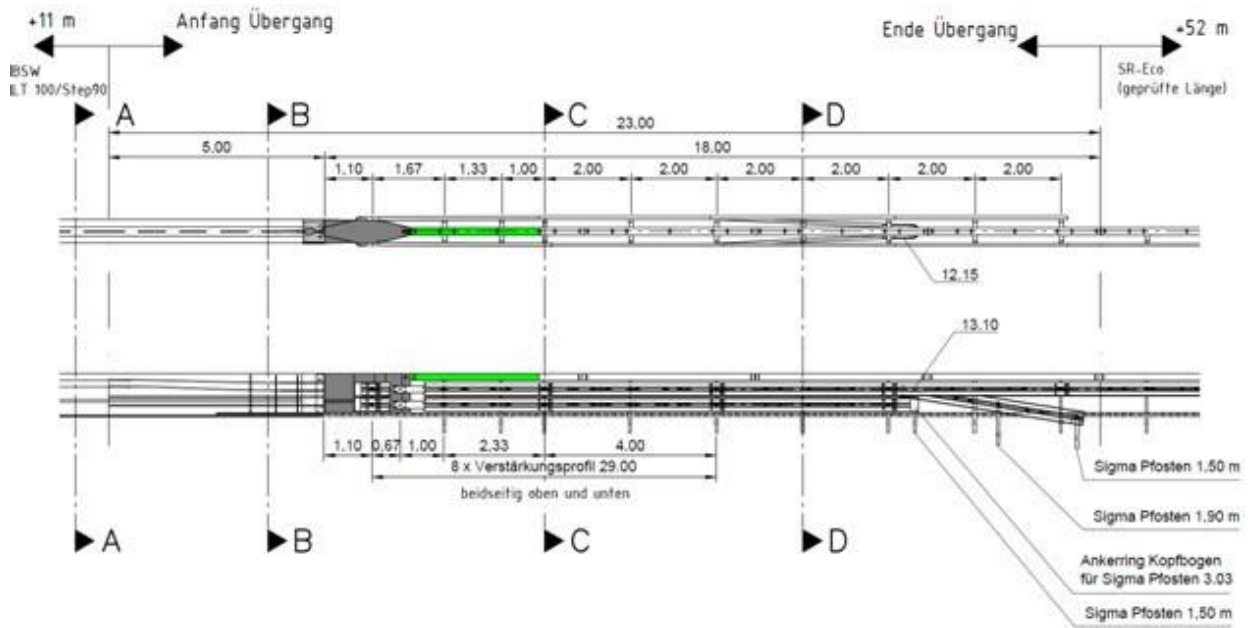 +11 m
Anfang Übergang
Ende Übergang
+52 m
BSW
LT 100/Step90
SR-Eco
(geprüfte Länge)
A
B
C
D
23.00
5.00
18.00
1.10
1.67
1.33
1.00
2.00
2.00
2.00
2.00
2.00
2.00
12.15
13.10
1.10
0,67
1,00
2,33
4.00
8 x Verstärkungsprofil 29.00
beidseitig oben und unten
Sigma Pfosten 1,50 m
Sigma Pfosten 1,90 m
A
B
C
D
Ankerring Kopfbogen
für Sigma Pfosten 3.03
Sigma Pfosten 1,50 m